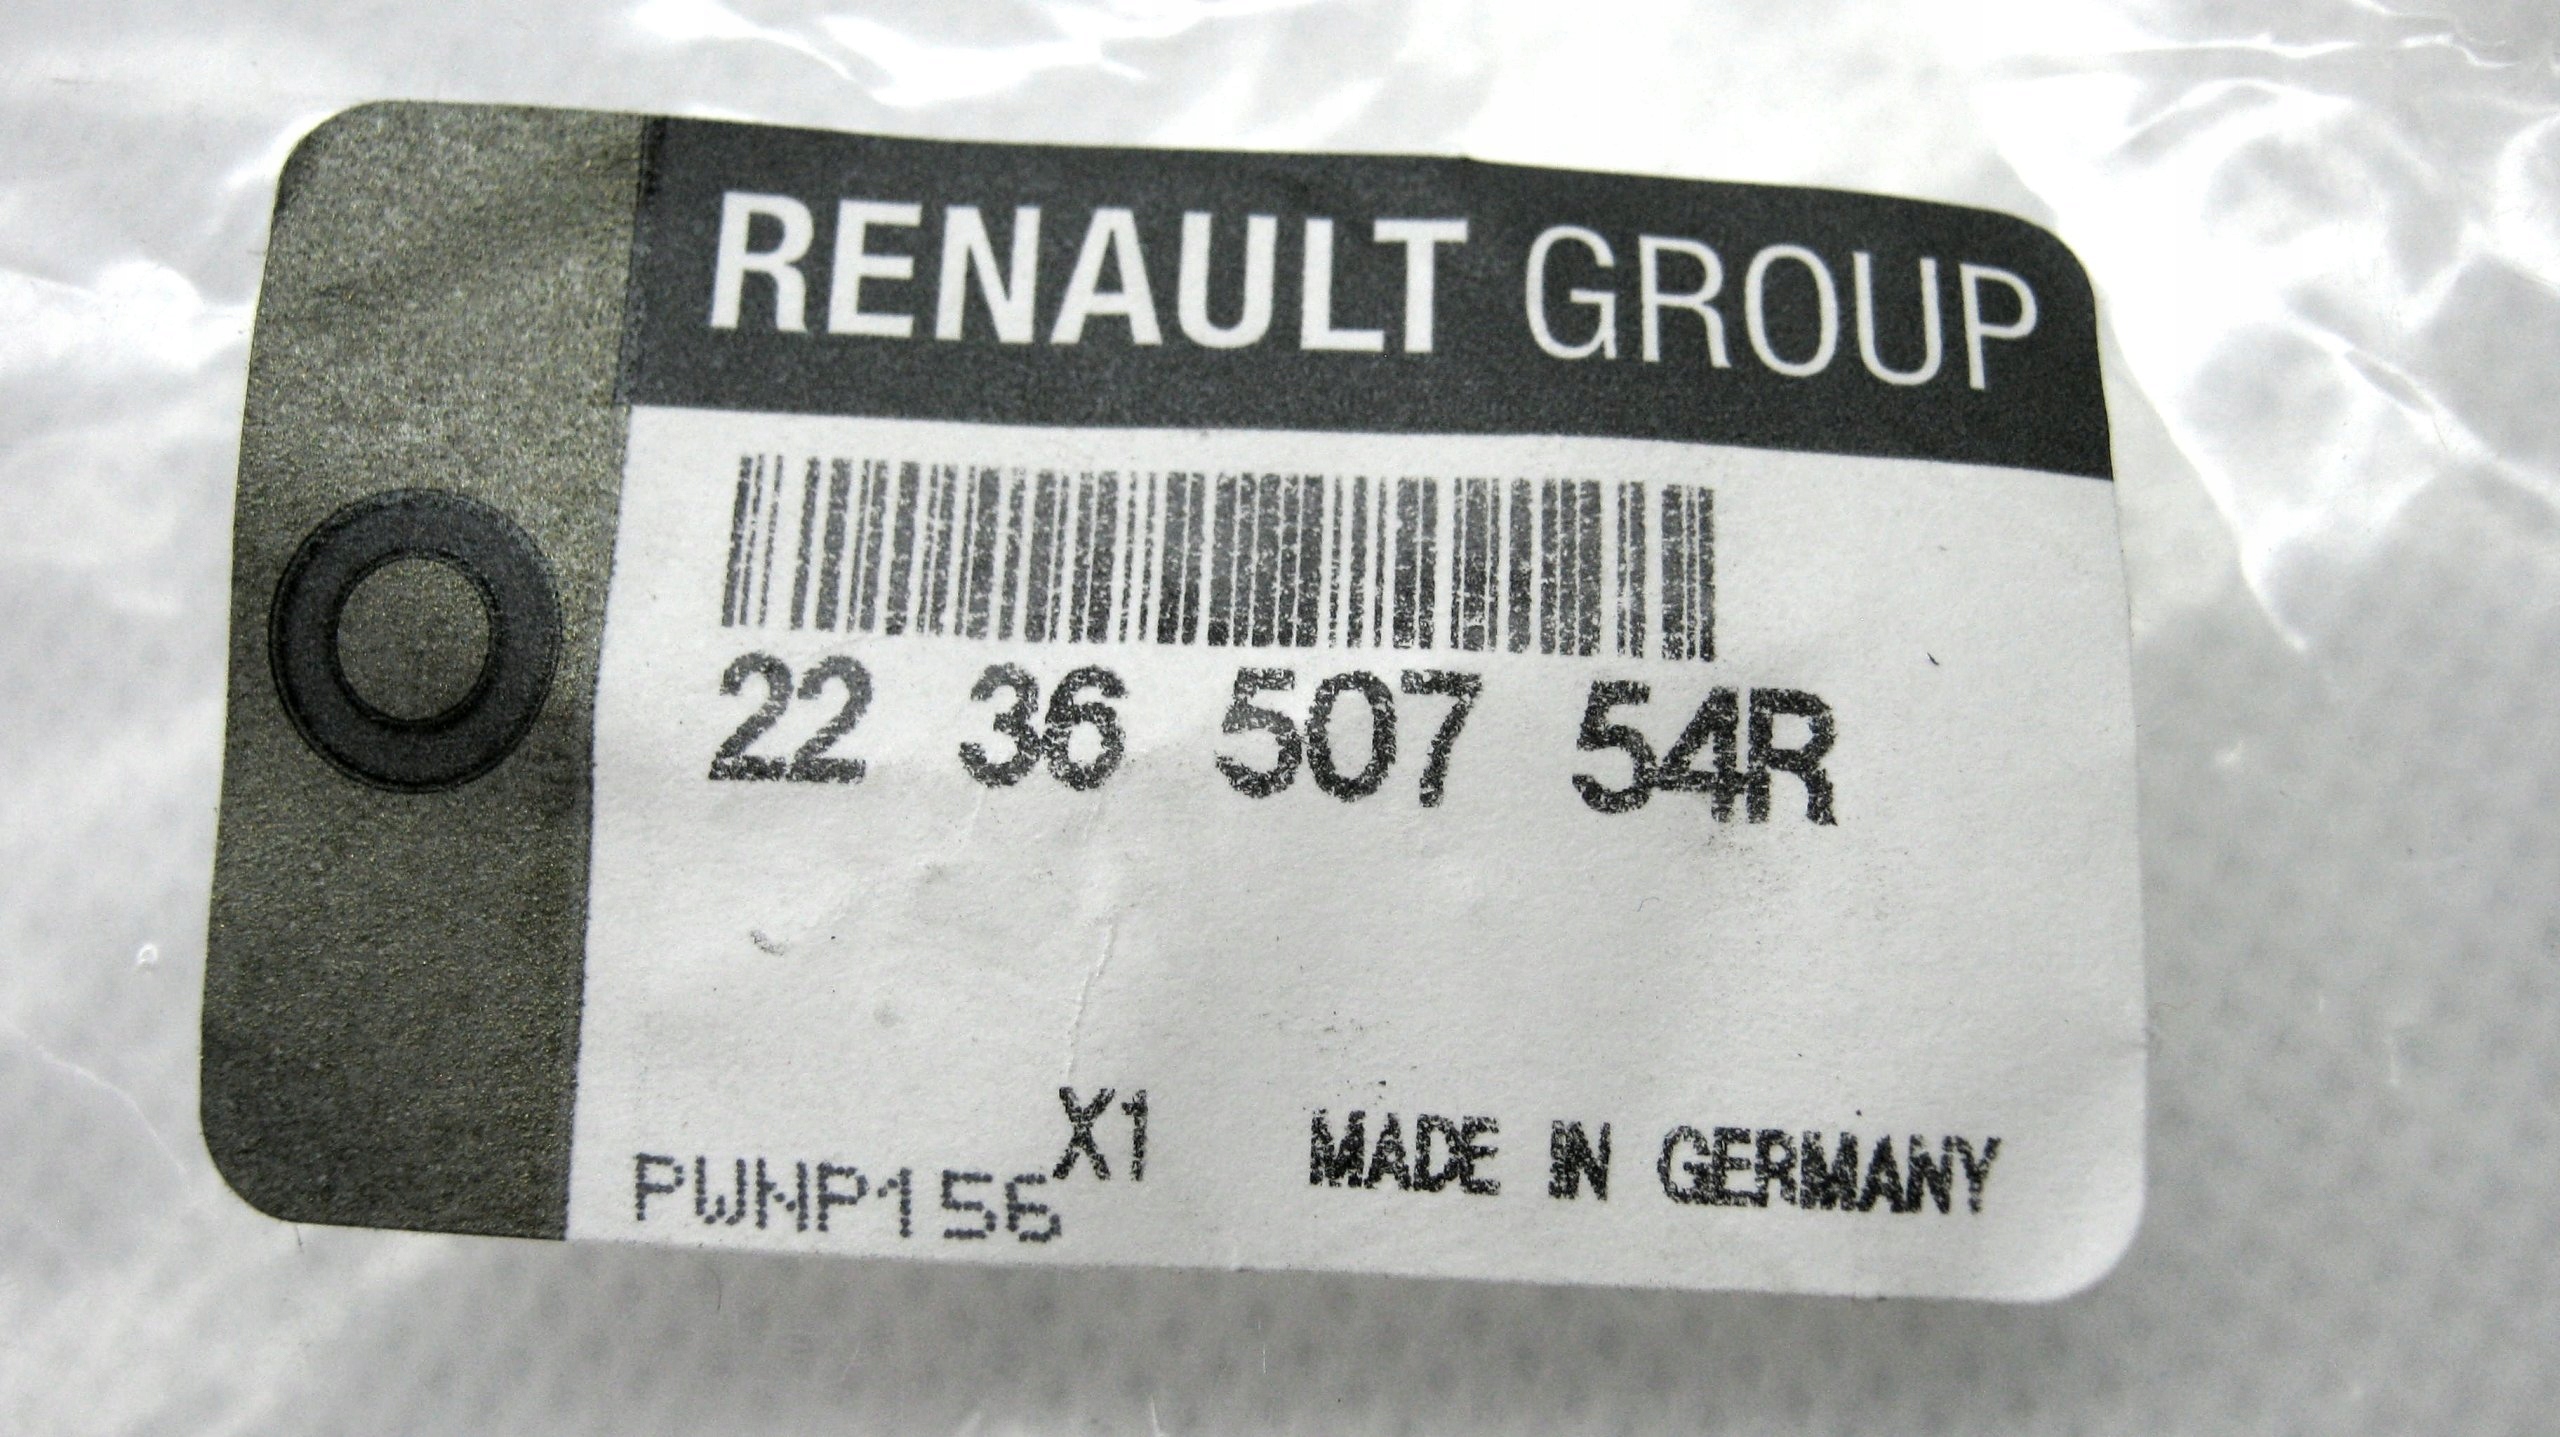 RENAULT GROUP
22 36 507 54R
X1 MADE IN GERMANY
PWNP156